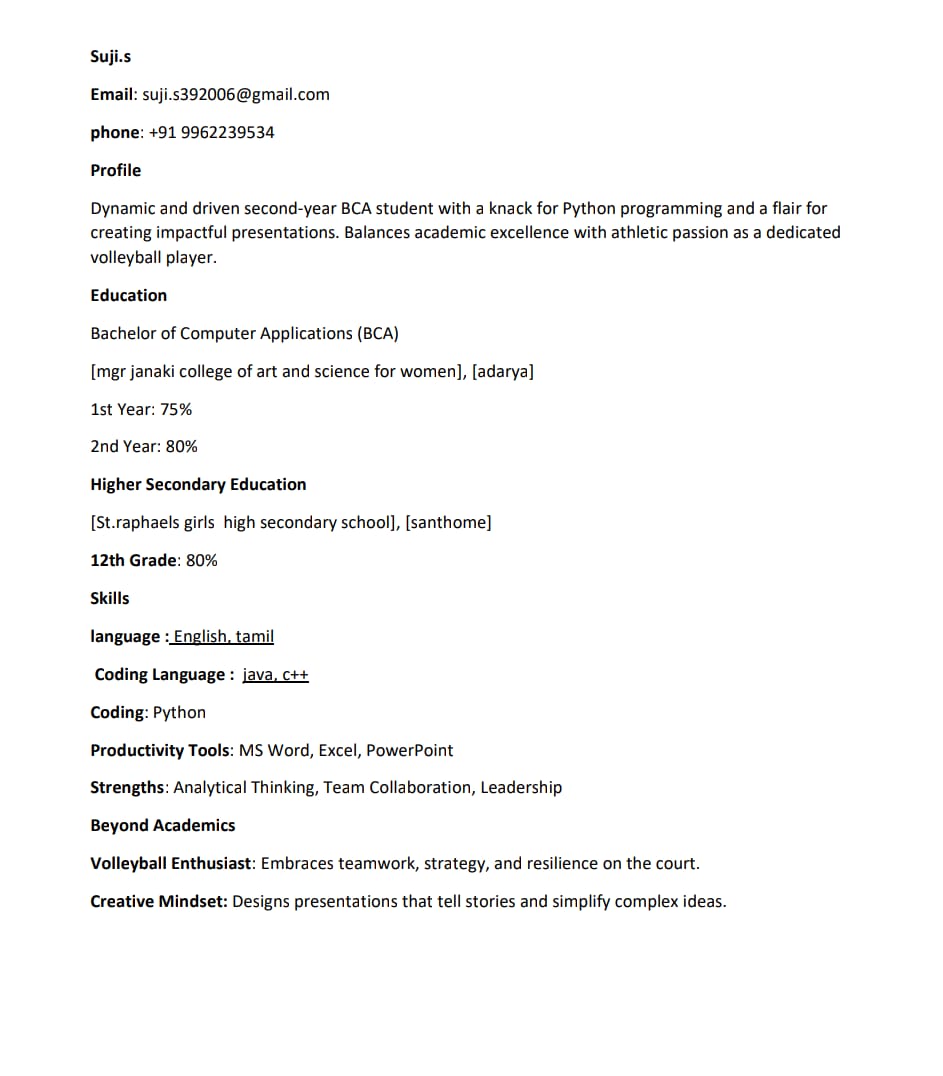 Suji.s
Email: suji.s392006@gmail.com
phone: +91 9962239534
Profile
Dynamic and driven second-year BCA student with a knack for Python programming and a flair for
creating impactful presentations. Balances academic excellence with athletic passion as a dedicated
volleyball player.
Education
Bachelor of Computer Applications (BCA)
[mgr janaki college of art and science for women], [adarya]
1st Year: 75%
2nd Year: 80%
Higher Secondary Education
[St.raphaels girls  high secondary school], [santhome]
12th Grade: 80%
Skills
language : English, tamil
Coding Language :  java, c++
Coding: Python
Productivity Tools: MS Word, Excel, PowerPoint
Strengths: Analytical Thinking, Team Collaboration, Leadership
Beyond Academics
Volleyball Enthusiast: Embraces teamwork, strategy, and resilience on the court.
Creative Mindset: Designs presentations that tell stories and simplify complex ideas.